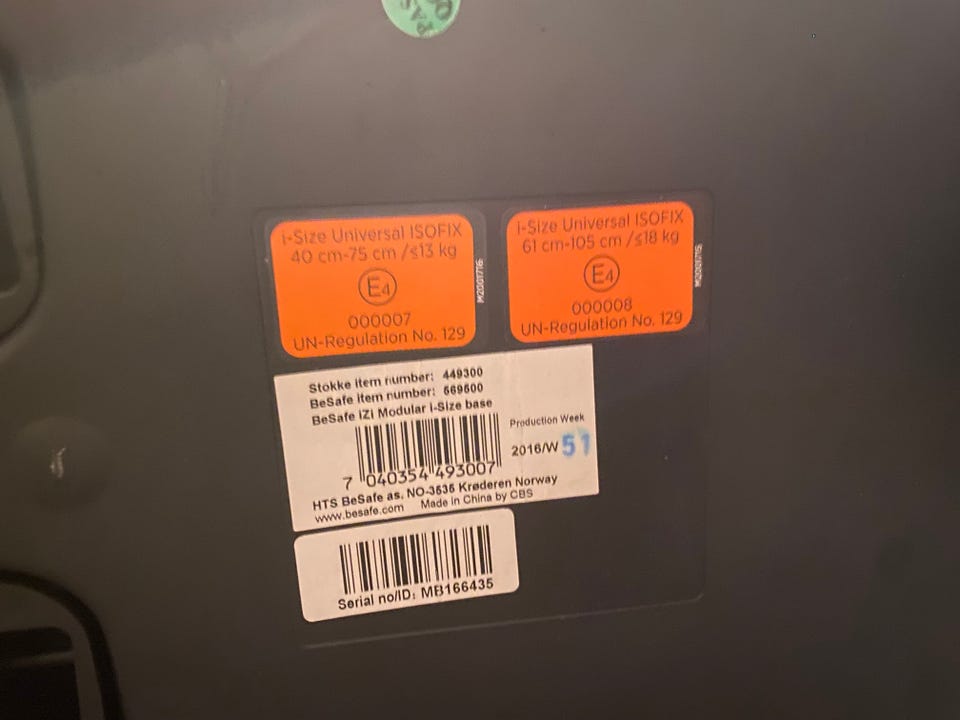 i-Size Universal ISOFIX
40 cm-75 cm /≤13 kg
E4
000007
UN-Regulation No. 129
M2001716
i-Size Universal ISOFIX
61 cm-105 cm /≤18 kg
E4
000008
UN-Regulation No. 129
M2001715
Stokke item number: 449300
BeSafe item number: 569500
BeSafe iZi Modular i-Size base
Production Week
2016/W 51
7 040354 493007
HTS BeSafe as, NO-3535 Krøderen Norway
www.besafe.com Made in China by CBS
Serial no/ID: MB166435